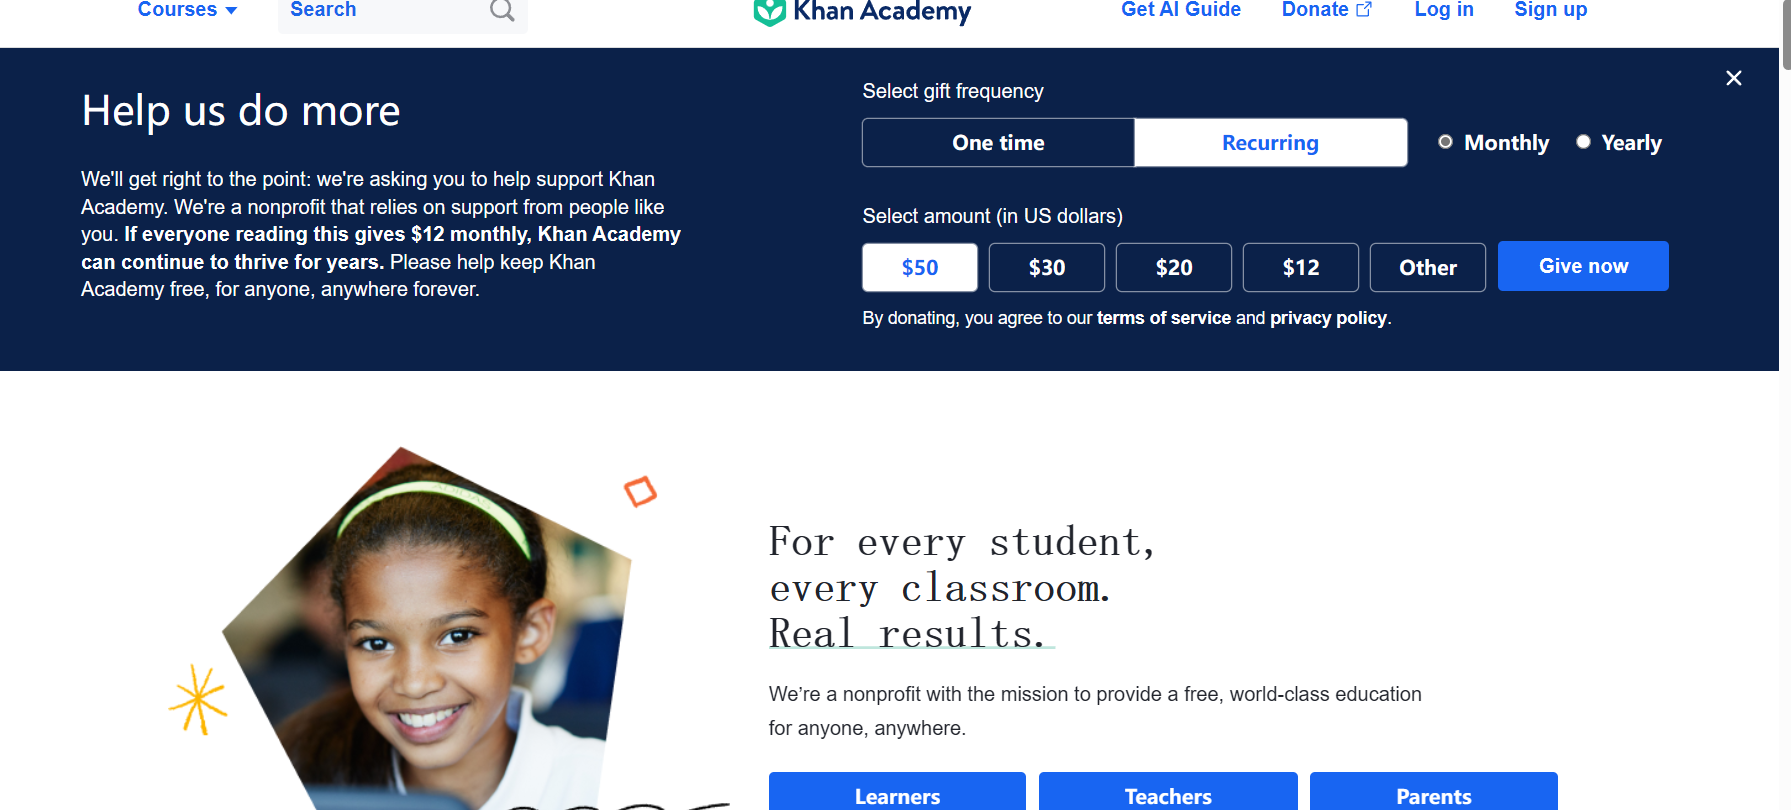 Courses
Search
Khan Academy
Get AI Guide
Donate
Log in
Sign up
Help us do more
We'll get right to the point: we're asking you to help support Khan
Academy. We're a nonprofit that relies on support from people like
you. If everyone reading this gives $12 monthly, Khan Academy
can continue to thrive for years. Please help keep Khan
Academy free, for anyone, anywhere forever.
Select gift frequency
One time
Recurring
Monthly
Yearly
Select amount (in US dollars)
$50
$30
$20
$12
Other
Give now
By donating, you agree to our terms of service and privacy policy.
For every student,
every classroom.
Real results.
We’re a nonprofit with the mission to provide a free, world-class education
for anyone, anywhere.
Learners
Teachers
Parents